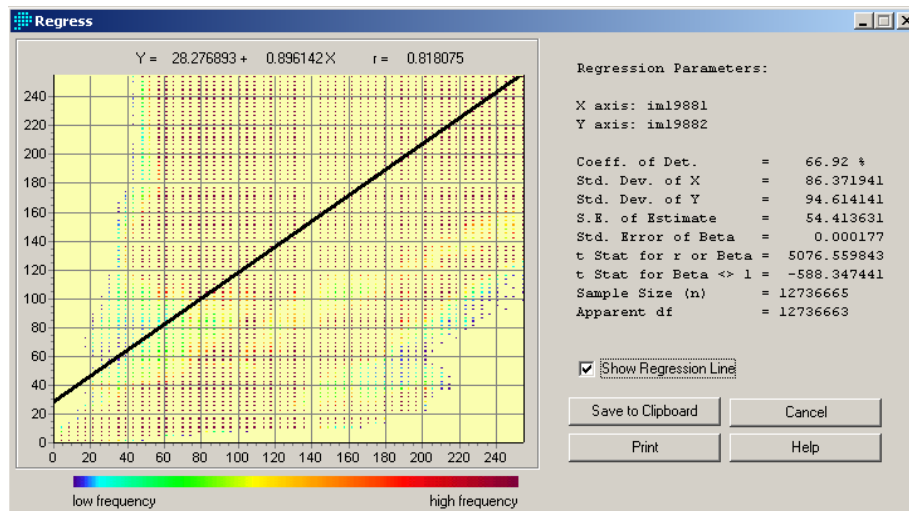 Regress
Y = 28.276893 + 0.896142 X r = 0.818075
240
220
200
180
160
140
120
100
80
60
40
20
0
0 20 40 60 80 100 120 140 160 180 200 220 240
low frequency high frequency
Regression Parameters:
X axis: im19881
Y axis: im19882
Coeff. of Det. = 66.92 %
Std. Dev. of X = 86.371941
Std. Dev. of Y = 94.614141
S.E. of Estimate = 54.413631
Std. Error of Beta = 0.000177
t Stat for r or Beta = 5076.559843
t Stat for Beta <> 1 = -588.347441
Sample Size (n) = 12736665
Apparent df = 12736663
Show Regression Line
Save to Clipboard Cancel
Print Help